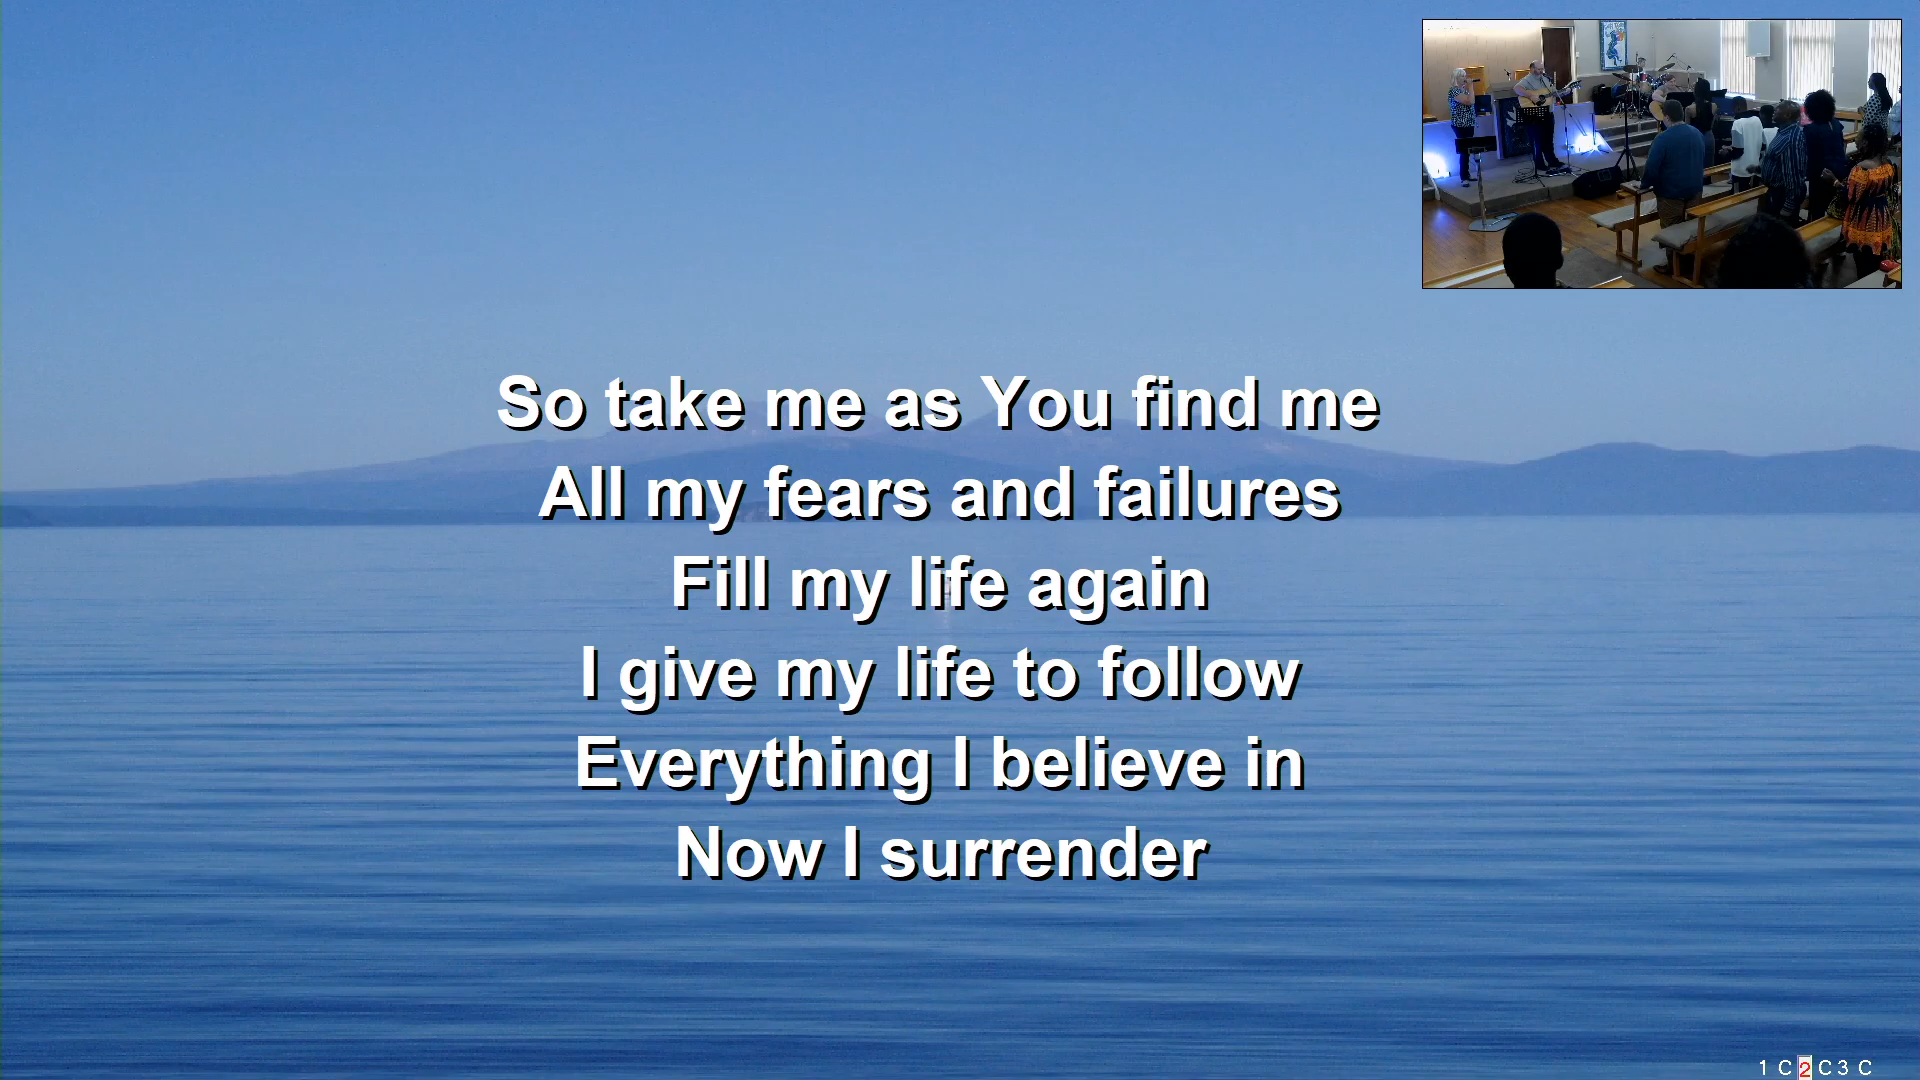 So take me as You find me
All my fears and failures
Fill my life again
I give my life to follow
Everything I believe in
Now I surrender
1 C 2 C 3 C